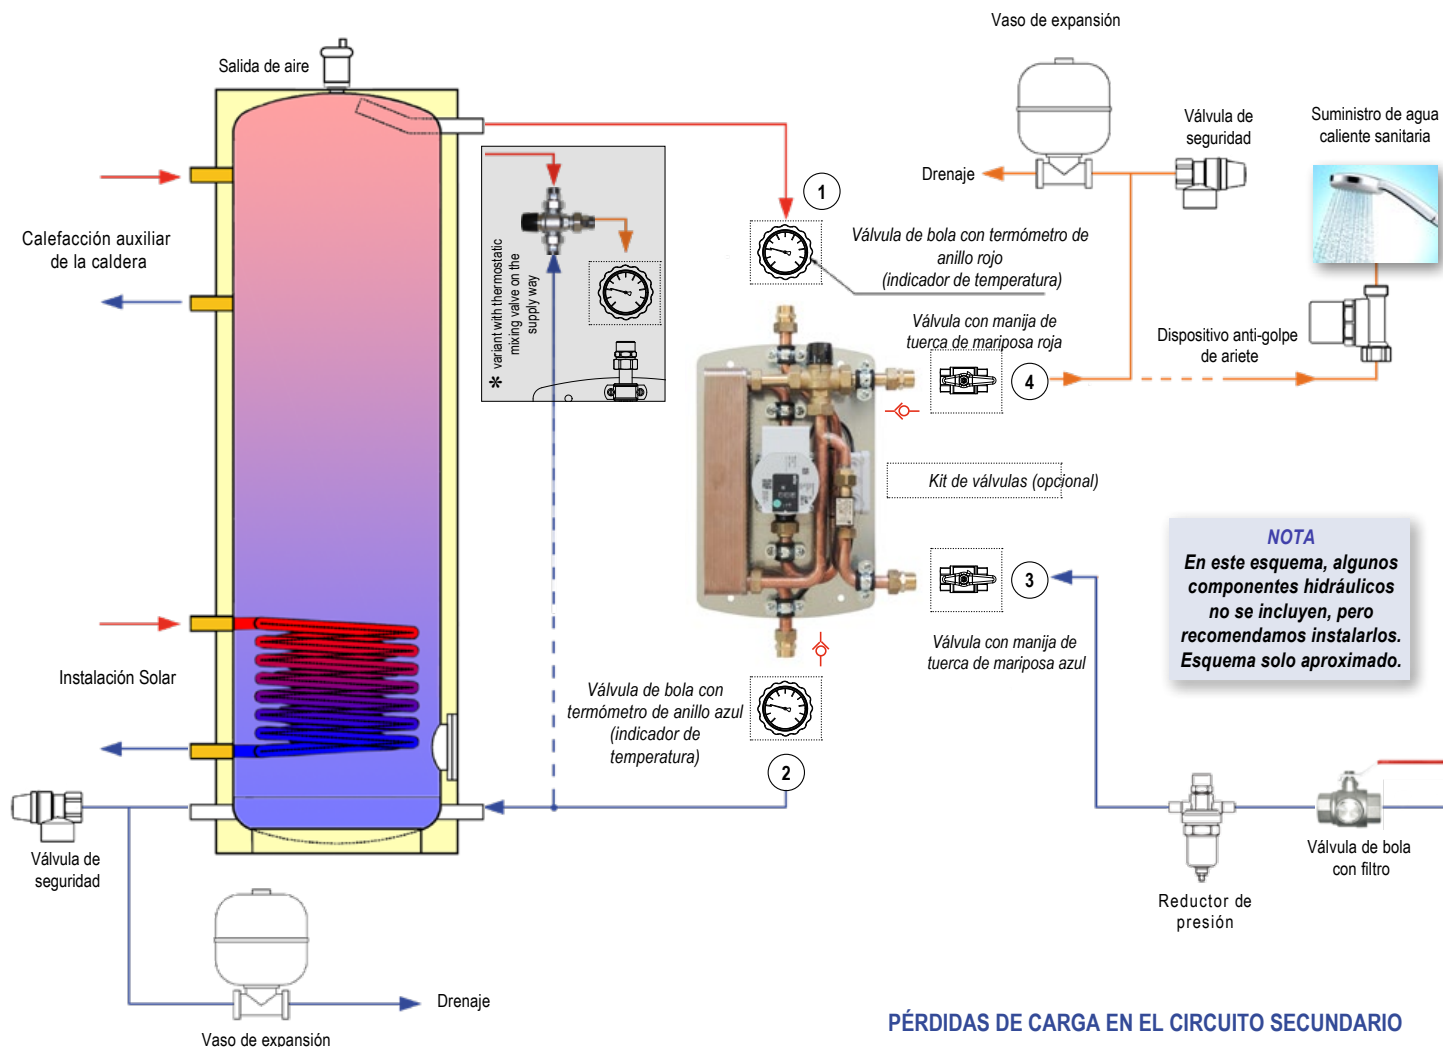 Vaso de expansión
Salida de aire
Válvula de
seguridad
Suministro de agua
caliente sanitaria
Drenaje
1
Calefacción auxiliar
de la caldera
* variant with thermostatic
mixing valve on the
supply way
Válvula de bola con termómetro de
anillo rojo
(indicador de temperatura)
Válvula con manija de
tuerca de mariposa roja
4
Dispositivo anti-golpe
de ariete
Kit de válvulas (opcional)
NOTA
En este esquema, algunos
componentes hidráulicos
no se incluyen, pero
recomendamos instalarlos.
Esquema solo aproximado.
3
Válvula con manija de
tuerca de mariposa azul
Instalación Solar
Válvula de bola con
termómetro de anillo azul
(indicador de
temperatura)
2
Válvula de
seguridad
Válvula de bola
con filtro
Reductor de
presión
Drenaje
Vaso de expansión
PÉRDIDAS DE CARGA EN EL CIRCUITO SECUNDARIO